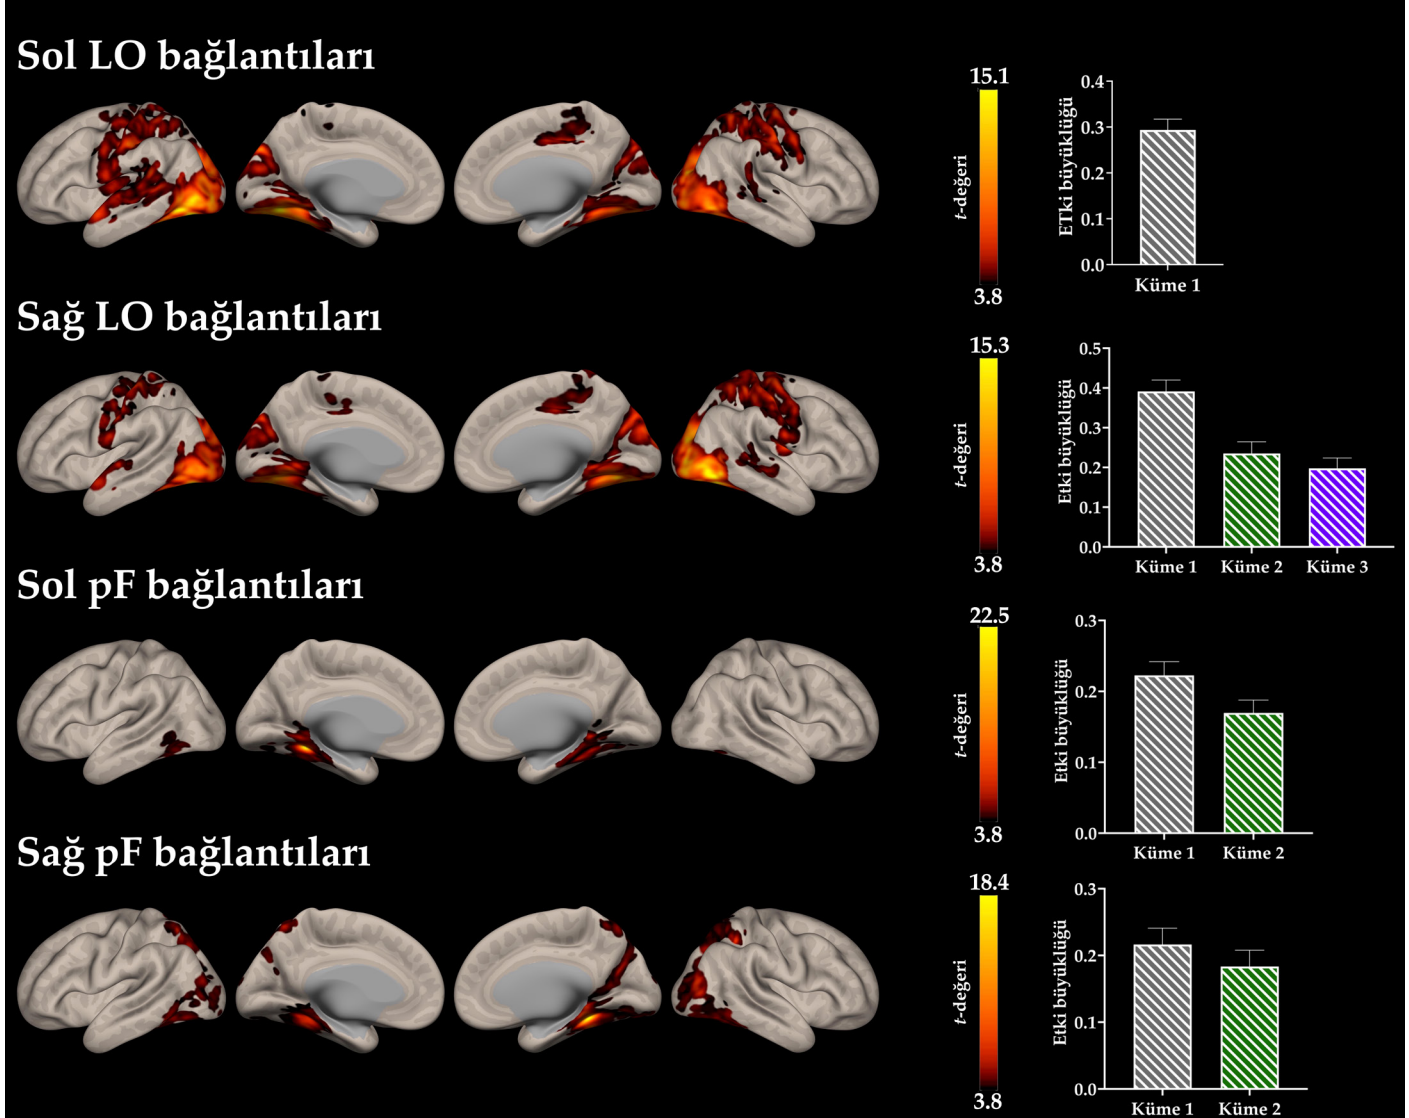 Sol LO bağlantıları
15.1
t-değeri
3.8
ETki büyüklüğü
0.4
0.3
0.2
0.1
0.0
Küme 1
Sağ LO bağlantıları
15.3
t-değeri
3.8
Etki büyüklüğü
0.5
0.4
0.3
0.2
0.1
0.0
Küme 1 Küme 2 Küme 3
Sol pF bağlantıları
22.5
t-değeri
3.8
Etki büyüklüğü
0.3
0.2
0.1
0.0
Küme 1 Küme 2
Sağ pF bağlantıları
18.4
t-değeri
3.8
Etki büyüklüğü
0.3
0.2
0.1
0.0
Küme 1 Küme 2